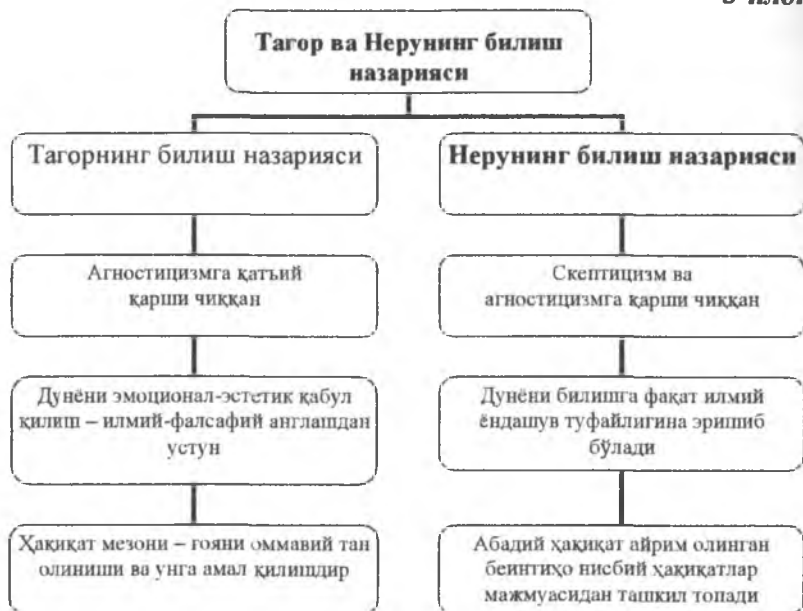 Тагор ва Нерунинг билиш
назарияси
Тагорнинг билиш назарияси
Нерунинг билиш назарияси
Агностицизмга қатъий
қарши чиққан
Скептицизм ва
агностицизмга қарши чиққан
Дунёни эмоционал-эстетик қабул
қилиш – илмий-фалсафий англашдан
устун
Дунёни билишга фақат илмий
ёндашув туфайлигина эришиб
бўлади
Ҳақиқат мезони – ғояни оммавий тан
олиниши ва унга амал қилишдир
Абадий ҳақиқат айрим олинган
беинтиҳо нисбий ҳақиқатлар
мажмуасидан ташкил топади